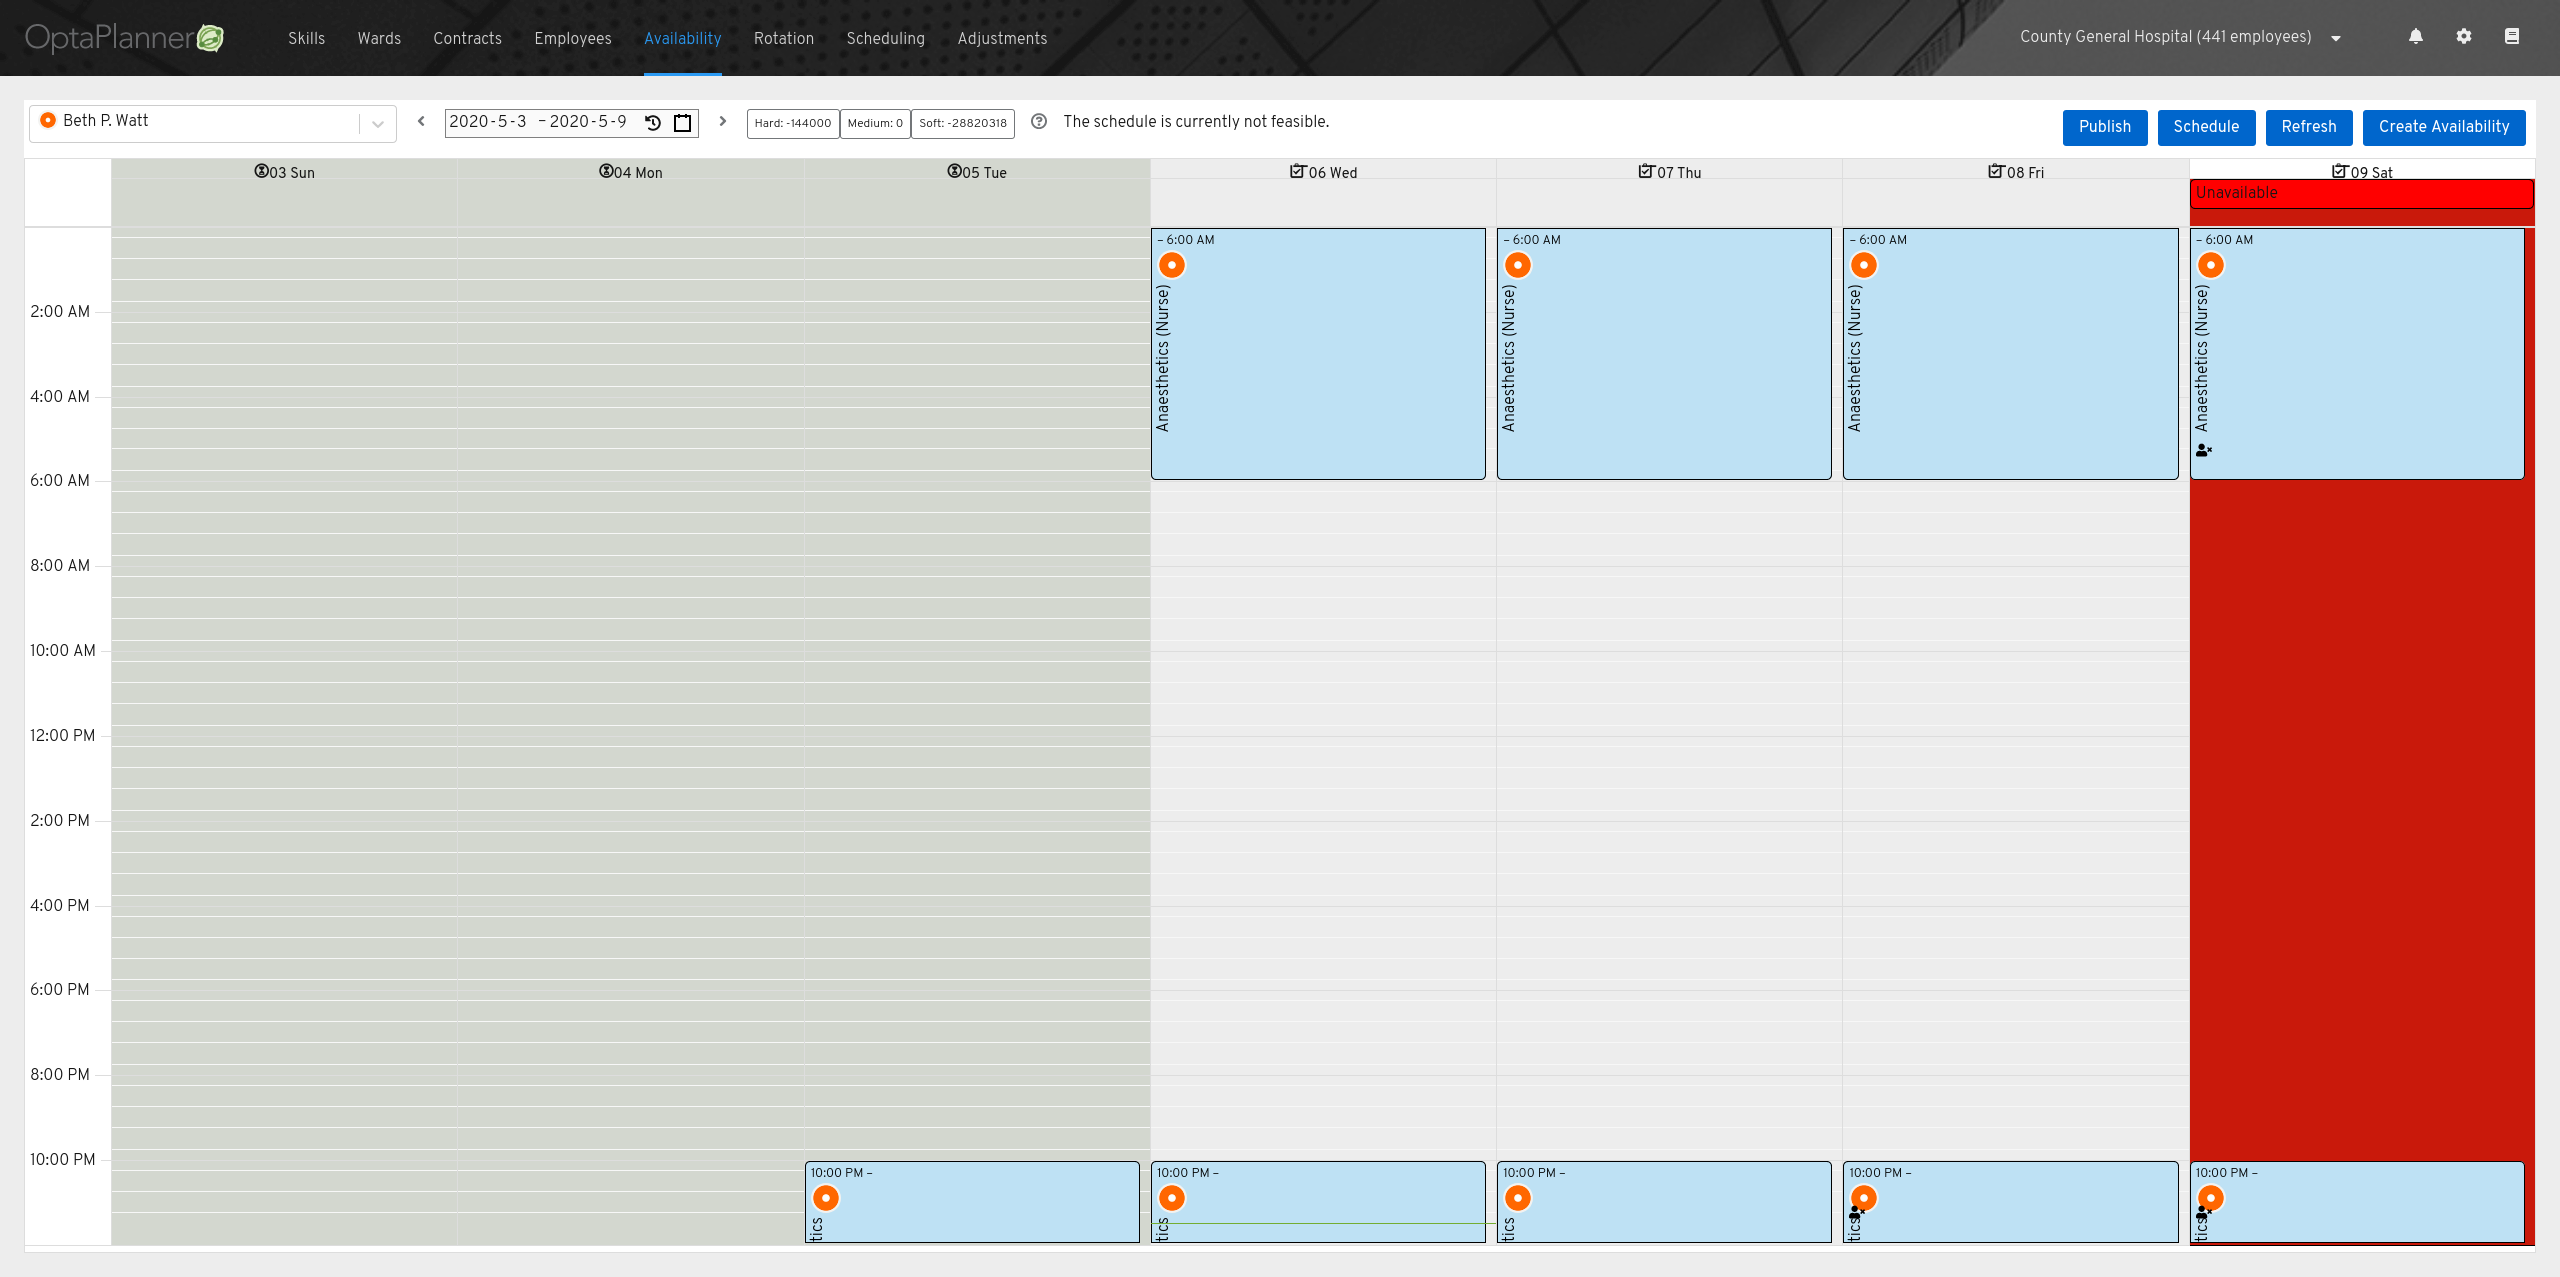 OptaPlanner
Skills Wards Contracts Employees Availability Rotation Scheduling Adjustments
County General Hospital (441 employees)
Beth P. Watt
2020-5-3 – 2020-5-9
Hard: -144000 Medium: 0 Soft: -28820318
The schedule is currently not feasible.
Publish Schedule Refresh Create Availability
03 Sun 04 Mon 05 Tue 06 Wed 07 Thu 08 Fri 09 Sat
Unavailable
– 6:00 AM – 6:00 AM – 6:00 AM – 6:00 AM
Anaesthetics (Nurse) Anaesthetics (Nurse) Anaesthetics (Nurse) Anaesthetics (Nurse)
2:00 AM
4:00 AM
6:00 AM
8:00 AM
10:00 AM
12:00 PM
2:00 PM
4:00 PM
6:00 PM
8:00 PM
10:00 PM
10:00 PM – 10:00 PM – 10:00 PM – 10:00 PM – 10:00 PM –
tics tics tics tics tics